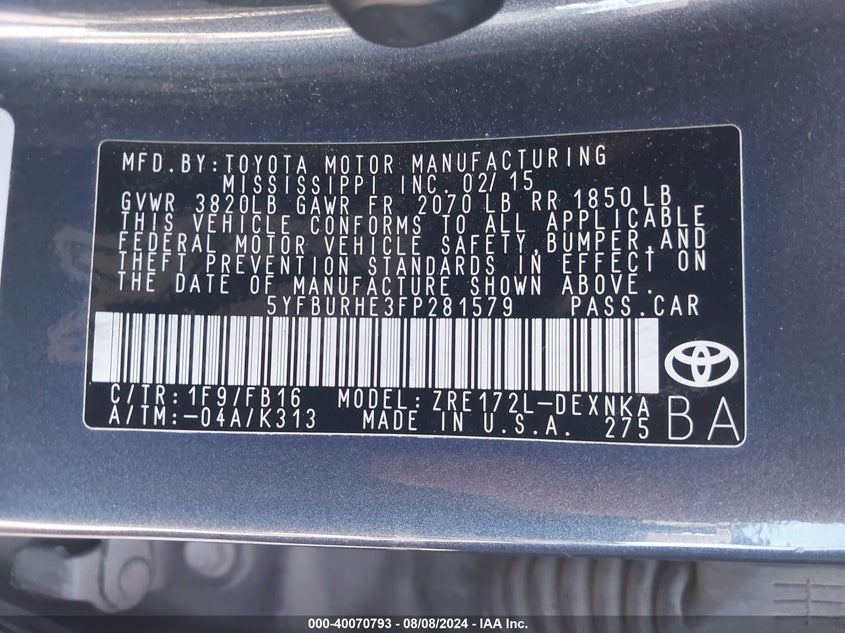 MFD.BY:TOYOTA MOTOR MANUFACTURING
MISSISSIPPI INC. 02/15
GVWR 3820LB GAWR FR 2070 LB RR 1850 LB
THIS VEHICLE CONFORMS TO ALL APPLICABLE
FEDERAL MOTOR VEHICLE SAFETY,BUMPER,AND
THEFT PREVENTION STANDARDS IN EFFECT ON
THE DATE OF MANUFACTURE SHOWN ABOVE.
5YFBURHE3FP281579 PASS.CAR
C/TR:1F9/FB16 MODEL:ZRE172L-DEXNKA
A/TM:-04A/K313 MADE IN U.S.A. 275
BA
000-40070793 - 08/08/2024 - IAA Inc.